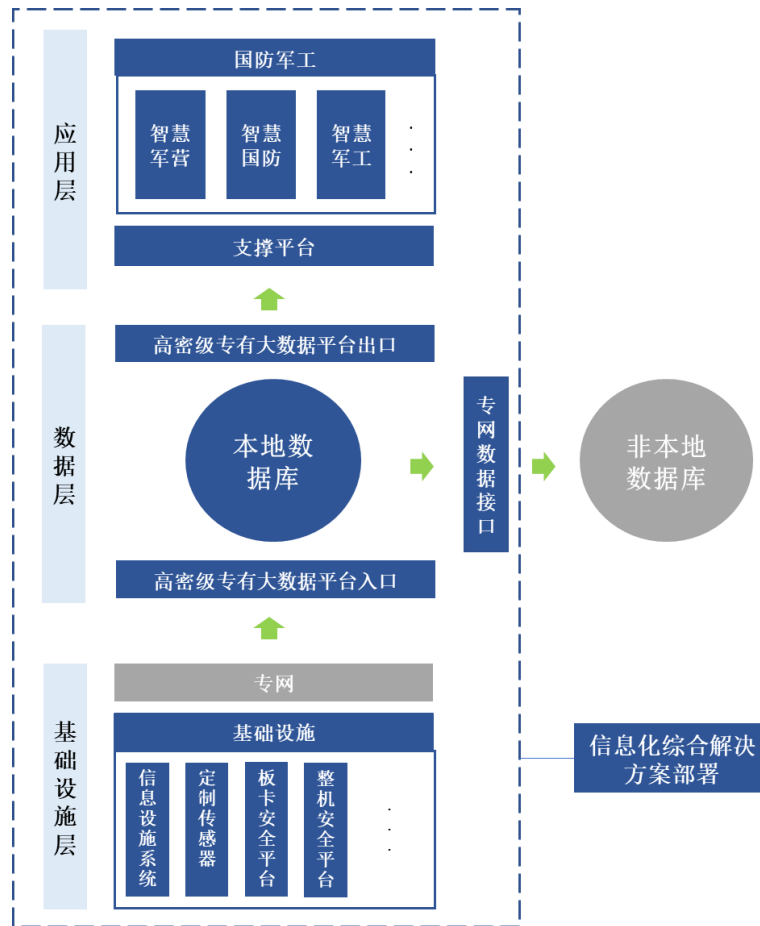 应用层
国防军工
智慧
军营
智慧
国防
智慧
军工
支撑平台
数据层
高密级专有大数据平台出口
本地数
据库
专网数据接口
非本地
数据库
高密级专有大数据平台入口
基础设施层
专网
基础设施
信息设施系统
定制传感器
板卡安全平台
整机安全平台
信息化综合解决
方案部署